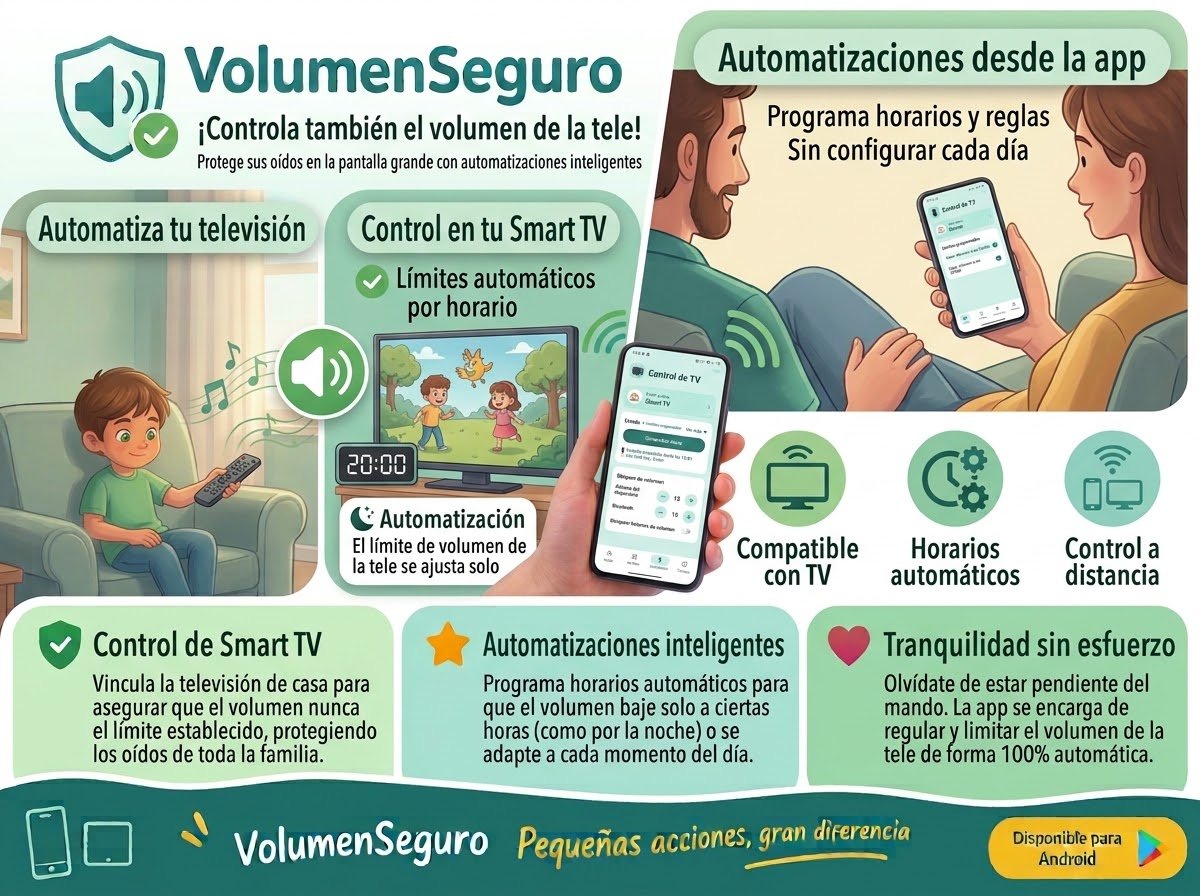 VolumenSeguro
¡Controla también el volumen de la tele!
Protege sus oídos en la pantalla grande con automatizaciones inteligentes
Automatizaciones desde la app
Programa horarios y reglas
Sin configurar cada día
Automatiza tu televisión
Control en tu Smart TV
Límites automáticos
por horario
20:00
Automatización
El límite de volumen de
la tele se ajusta solo
Control de TV
Smart TV
13
15
Compatible
con TV
Horarios
automáticos
Control a
distancia
Control de Smart TV
Vincula la televisión de casa para
asegurar que el volumen nunca
el límite establecido, protegiendo
los oídos de toda la familia.
Automatizaciones inteligentes
Programa horarios automáticos para
que el volumen baje solo a ciertas
horas (como por la noche) o se
adapte a cada momento del día.
Tranquilidad sin esfuerzo
Olvídate de estar pendiente del
mando. La app se encarga de
regular y limitar el volumen de la
tele de forma 100% automática.
VolumenSeguro
Pequeñas acciones, gran diferencia
Disponible para
Android